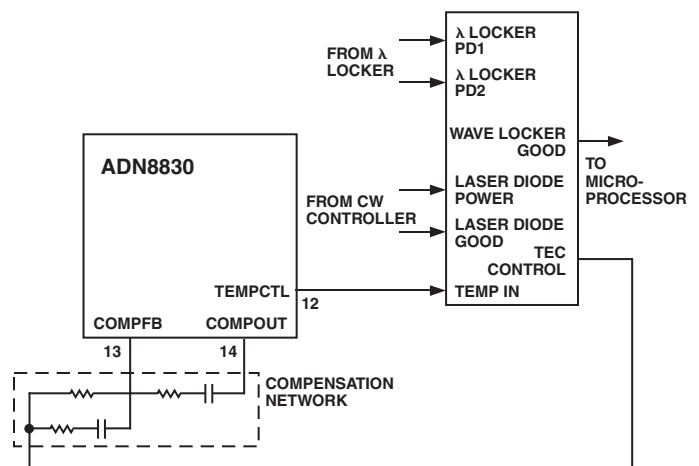 FROM λ
LOCKER
λ LOCKER
PD1
λ LOCKER
PD2
WAVE LOCKER
GOOD
TO
MICRO-
PROCESSOR
ADN8830
FROM CW
CONTROLLER
LASER DIODE
POWER
LASER DIODE
GOOD
TEC
CONTROL
TEMPCTL
12
TEMP IN
COMPFB
COMPOUT
13
14
COMPENSATION
NETWORK